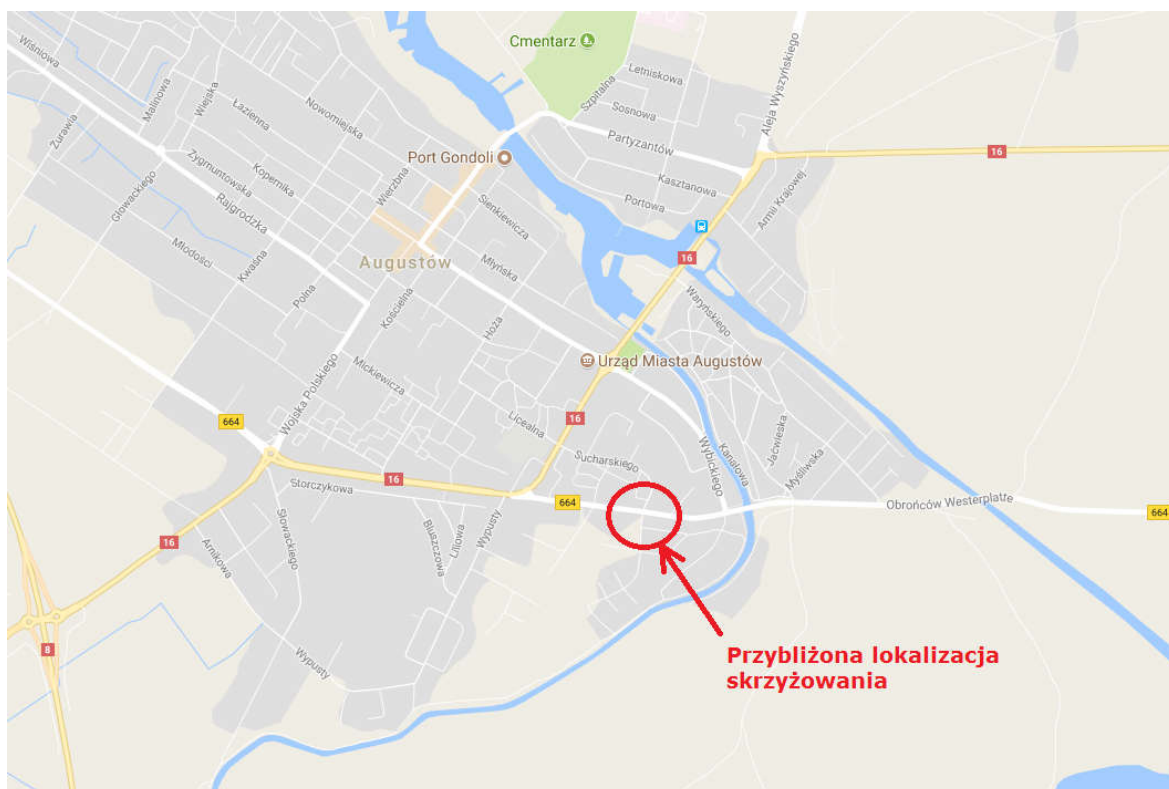 Cmentarz
Letniskowa
Szpitalna
Sosnowa
Aleja Wyszyńskiego
Wiśniowa
Malinowa
Wiejska
Łazienna
Nowomiejska
Partyzantów
16
Żurawia
Port Gondoli
Kasztanowa
Zygmuntowska
Kopernika
Wierzbna
Sienkiewicza
Portowa
Armii Krajowej
Głowackiego
Rajgrodzka
Młodości
Kwaśna
Augustów
Młyńska
16
Polna
Kościelna
Waryńskiego
Hoża
Urząd Miasta Augustów
Mickiewicza
Wojska Polskiego
664
Licealna
16
Sucharskiego
Wybickiego
Kanałowa
Jaćwieska
Myśliwska
16
Storczykowa
664
Obrońców Westerplatte
664
Słowackiego
Bluszczowa
Liliowa
Wypusty
16
Arnikowa
8
Wypusty
Przybliżona lokalizacja
skrzyżowania